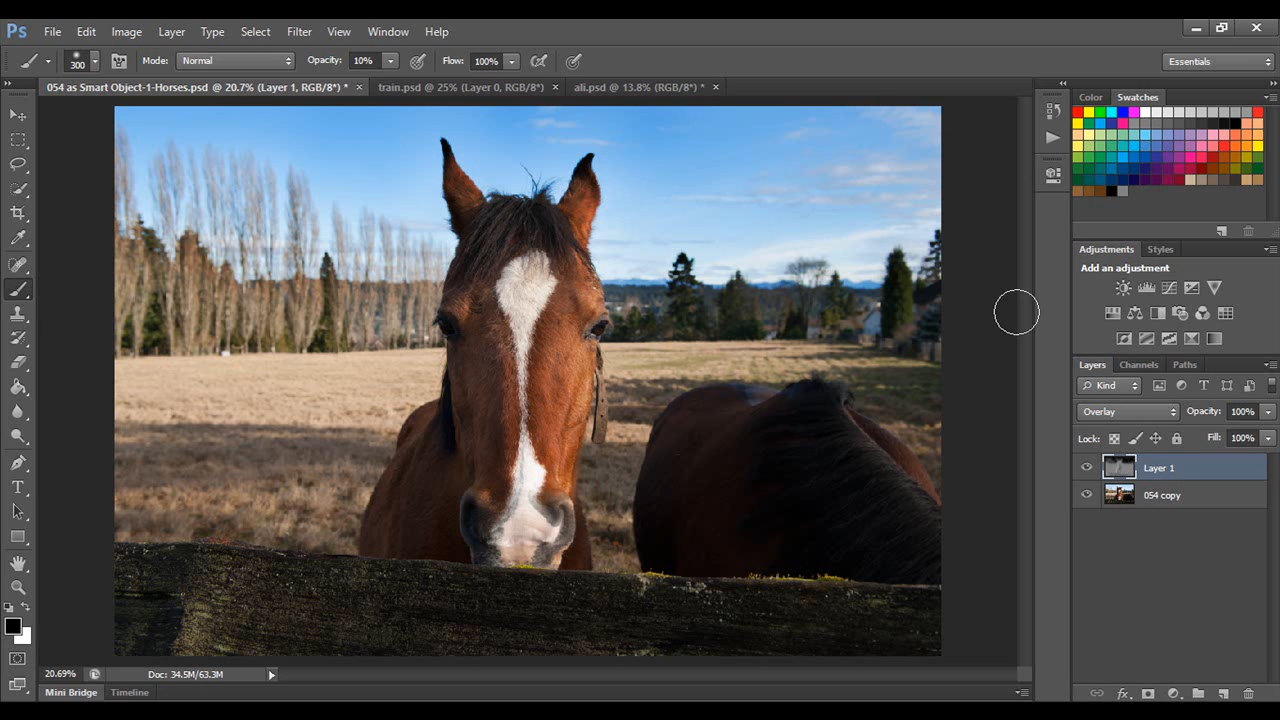 Ps File Edit Image Layer Type Select Filter View Window Help
300 Mode: Normal Opacity: 10% Flow: 100% Essentials
054 as Smart Object-1-Horses.psd @ 20.7% (Layer 1, RGB/8*) * × train.psd @ 25% (Layer 0, RGB/8*) × ali.psd @ 13.8% (RGB/8*) * ×
Color Swatches
Adjustments Styles
Add an adjustment
Layers Channels Paths
Kind
Overlay Opacity: 100%
Lock: Fill: 100%
Layer 1
054 copy
20.69% Doc: 34.5M/63.3M
Mini Bridge Timeline